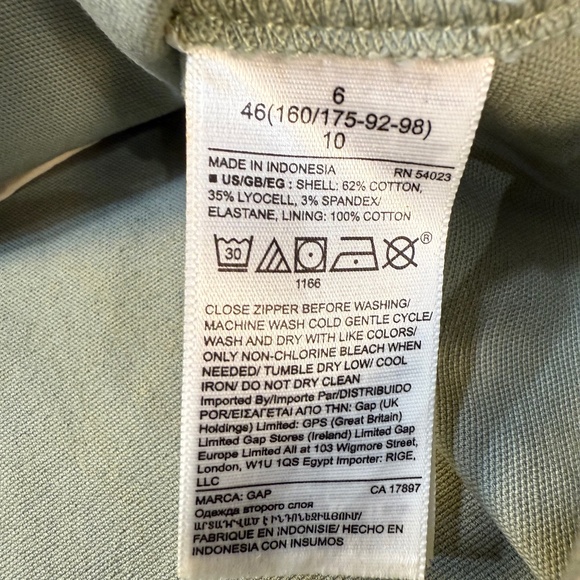 6
46(160/175-92-98)
10
MADE IN INDONESIA RN 54023
■ US/GB/EG : SHELL: 62% COTTON,
35% LYOCELL, 3% SPANDEX/
ELASTANE, LINING: 100% COTTON
30
®
1166
CLOSE ZIPPER BEFORE WASHING/
MACHINE WASH COLD GENTLE CYCLE/
WASH AND DRY WITH LIKE COLORS/
ONLY NON-CHLORINE BLEACH WHEN
NEEDED/ TUMBLE DRY LOW/ COOL
IRON/ DO NOT DRY CLEAN
Imported By/Importe Par/DISTRIBUIDO
POR/ΕΙΣΑΓΕΤΑΙ ΑΠΟ ΤΗΝ: Gap (UK
Holdings) Limited: GPS (Great Britain)
Limited Gap Stores (Ireland) Limited Gap
Europe Limited All at 103 Wigmore Street,
London, W1U 1QS Egypt Importer: RIGE,
LLC
MARCA: GAP CA 17897
Одежда второго слоя
ԱՐՏԱԴՐՎԱԾ Է ԻՆԴՈՆԵԶԻԱՅՈՒՄ/
FABRIQUÉ EN INDONISIE/ HECHO EN
INDONESIA CON INSUMOS